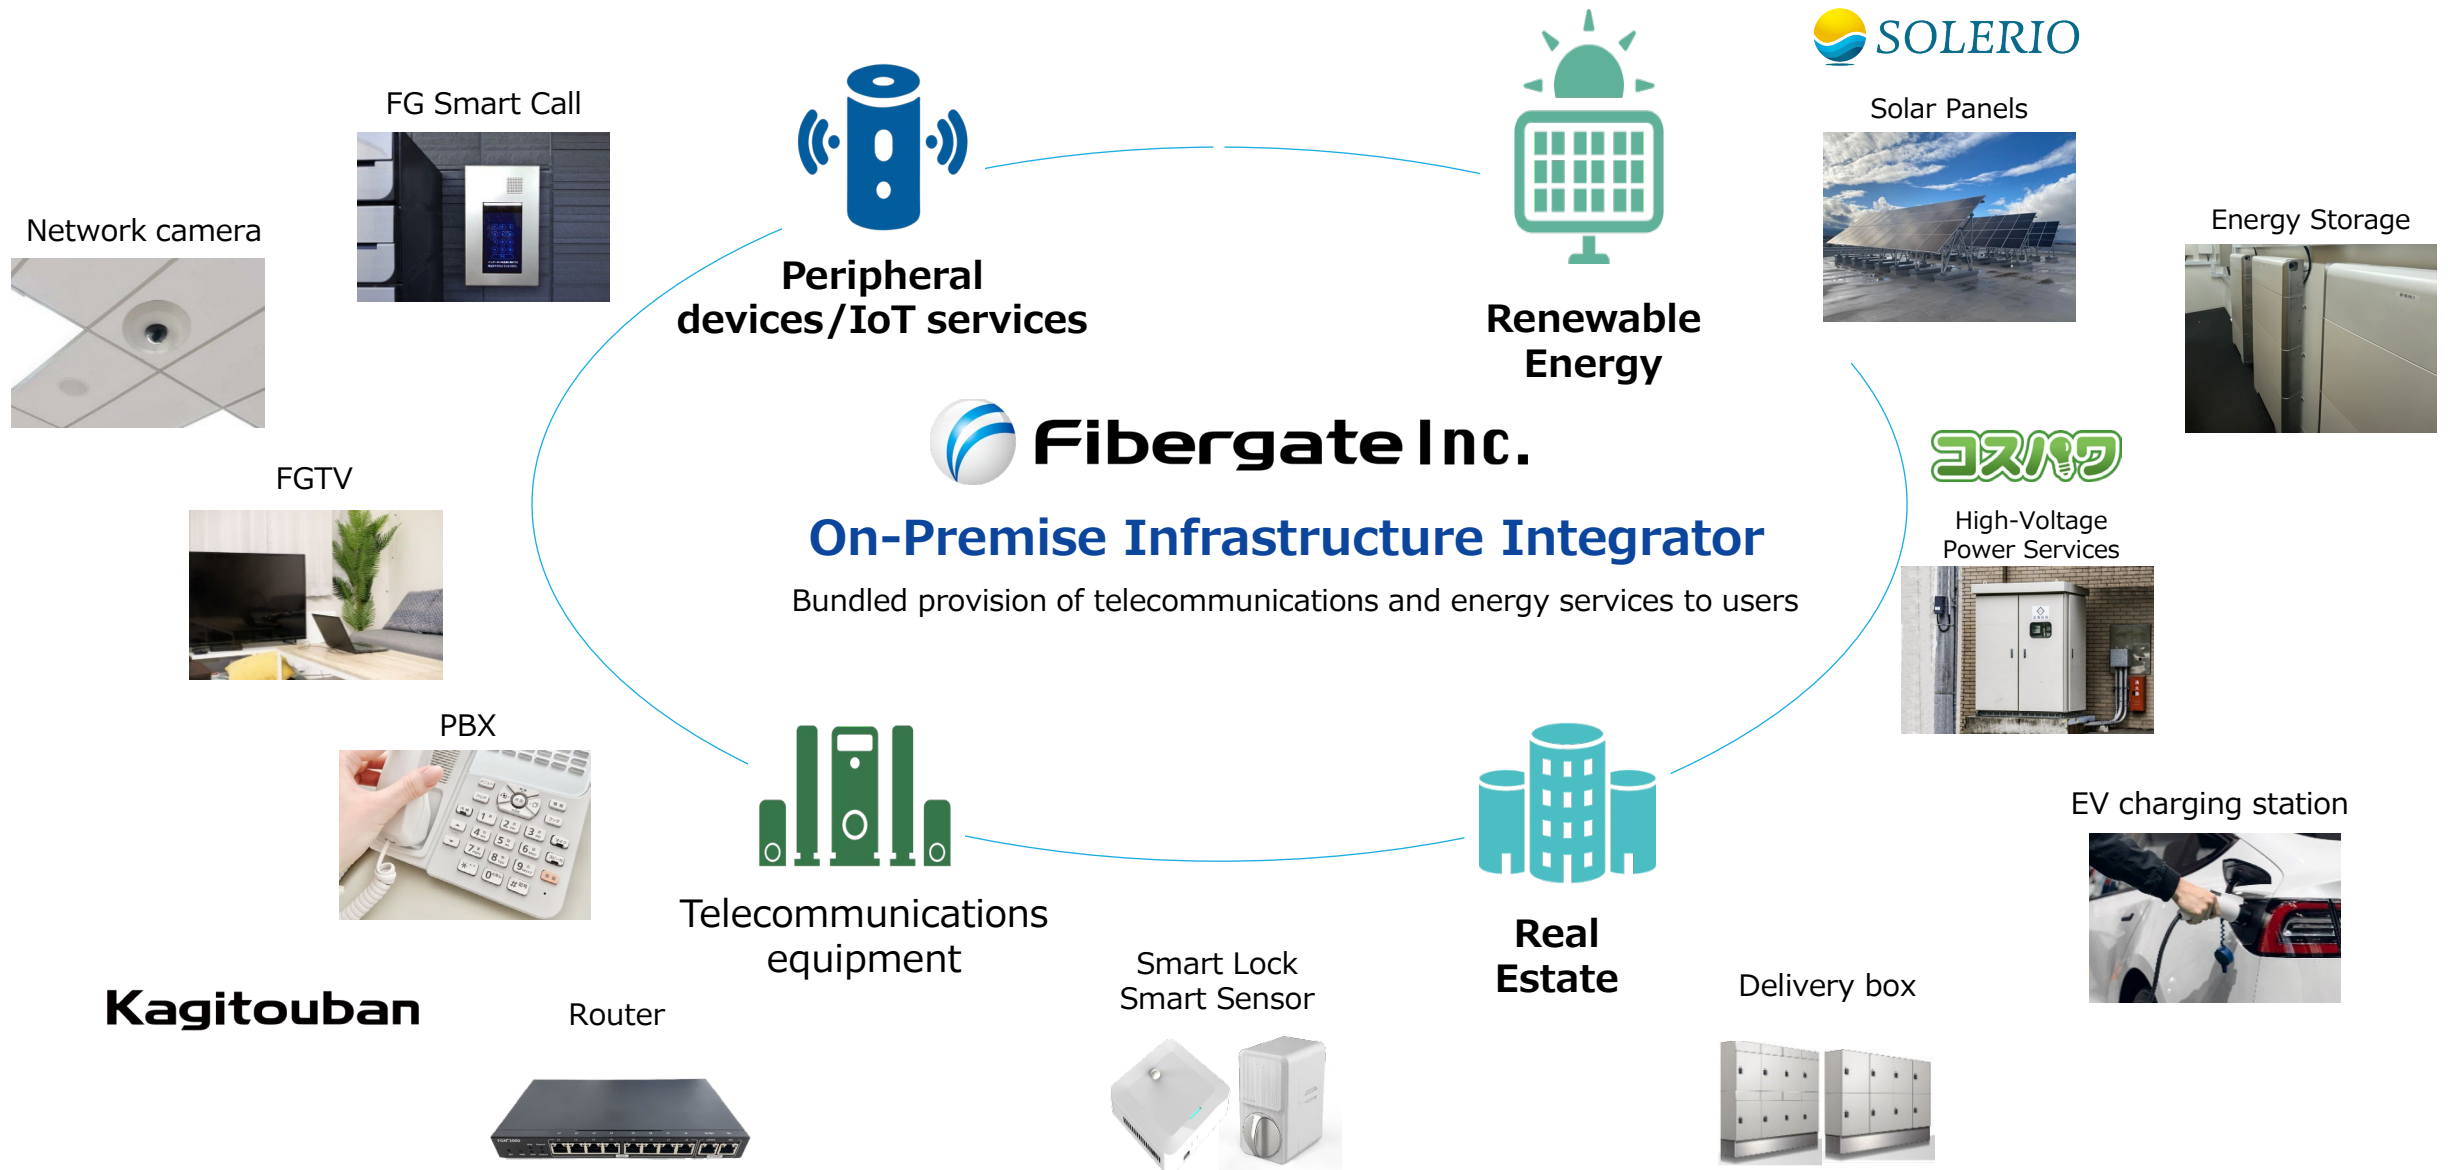 SOLERIO
FG Smart Call
Solar Panels
Network camera
Energy Storage
Peripheral
devices/IoT services
Renewable
Energy
Fibergate Inc.
コスパワ
FGTV
On-Premise Infrastructure Integrator
High-Voltage
Power Services
Bundled provision of telecommunications and energy services to users
PBX
EV charging station
Telecommunications
equipment
Real
Estate
Smart Lock
Smart Sensor
Delivery box
Kagitouban
Router